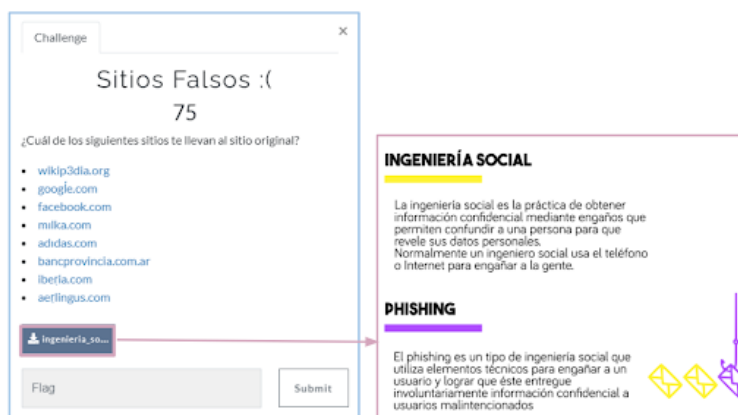 Challenge
×
Sitios Falsos :(
75
¿Cuál de los siguientes sitios te llevan al sitio original?
wikip3dia.org
googļe.com
facebook.com
milka.com
adıdas.com
bancprovincia.com.ar
iberla.com
aeŗlingus.com
ingenieria_so...
Flag
Submit
INGENIERÍA SOCIAL
La ingeniería social es la práctica de obtener
información confidencial mediante engaños que
permiten confundir a una persona para que
revele sus datos personales.
Normalmente un ingeniero social usa el teléfono
o Internet para engañar a la gente.
PHISHING
El phishing es un tipo de ingeniería social que
utiliza elementos técnicos para engañar a un
usuario y lograr que éste entregue
involuntariamente información confidencial a
usuarios malintencionados